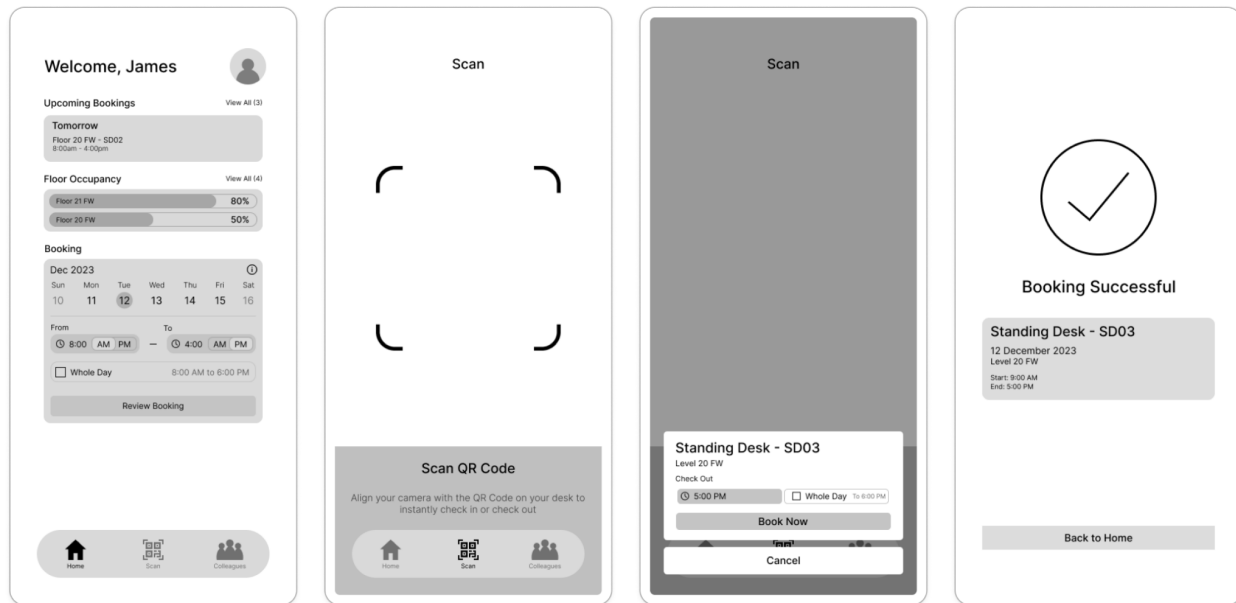 Welcome, James
Upcoming Bookings View All (3)
Tomorrow
Floor 20 FW - SD02
8:00am - 4:00pm
Floor Occupancy View All (4)
Floor 21 FW 80%
Floor 20 FW 50%
Booking
Dec 2023
Sun Mon Tue Wed Thu Fri Sat
10 11 12 13 14 15 16
From To
8:00 AM PM — 4:00 AM PM
Whole Day 8:00 AM to 6:00 PM
Review Booking
Home Scan Colleagues
Scan
Scan QR Code
Align your camera with the QR Code on your desk to
instantly check in or check out
Home Scan Colleagues
Scan
Standing Desk - SD03
Level 20 FW
Check Out
5:00 PM Whole Day To 6:00 PM
Book Now
Cancel
Booking Successful
Standing Desk - SD03
12 December 2023
Level 20 FW
Start: 9:00 AM
End: 5:00 PM
Back to Home